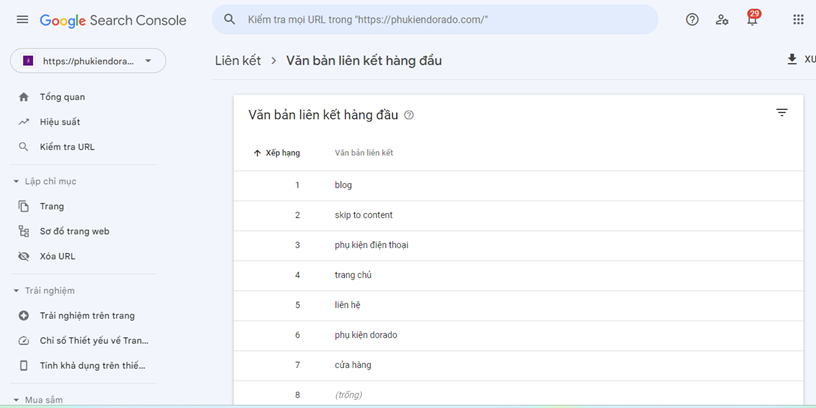 Google Search Console
Kiểm tra mọi URL trong "https://phukiendorado.com/"
29
https://phukiendora...
Liên kết > Văn bản liên kết hàng đầu
XU
Tổng quan
Hiệu suất
Kiểm tra URL
Lập chỉ mục
Trang
Sơ đồ trang web
Xóa URL
Trải nghiệm
Trải nghiệm trên trang
Chỉ số Thiết yếu về Tran...
Tính khả dụng trên thiế...
Mua sắm
Văn bản liên kết hàng đầu
Xếp hạng Văn bản liên kết
1 blog
2 skip to content
3 phụ kiện điện thoại
4 trang chủ
5 liên hệ
6 phụ kiện dorado
7 cửa hàng
8 (trống)